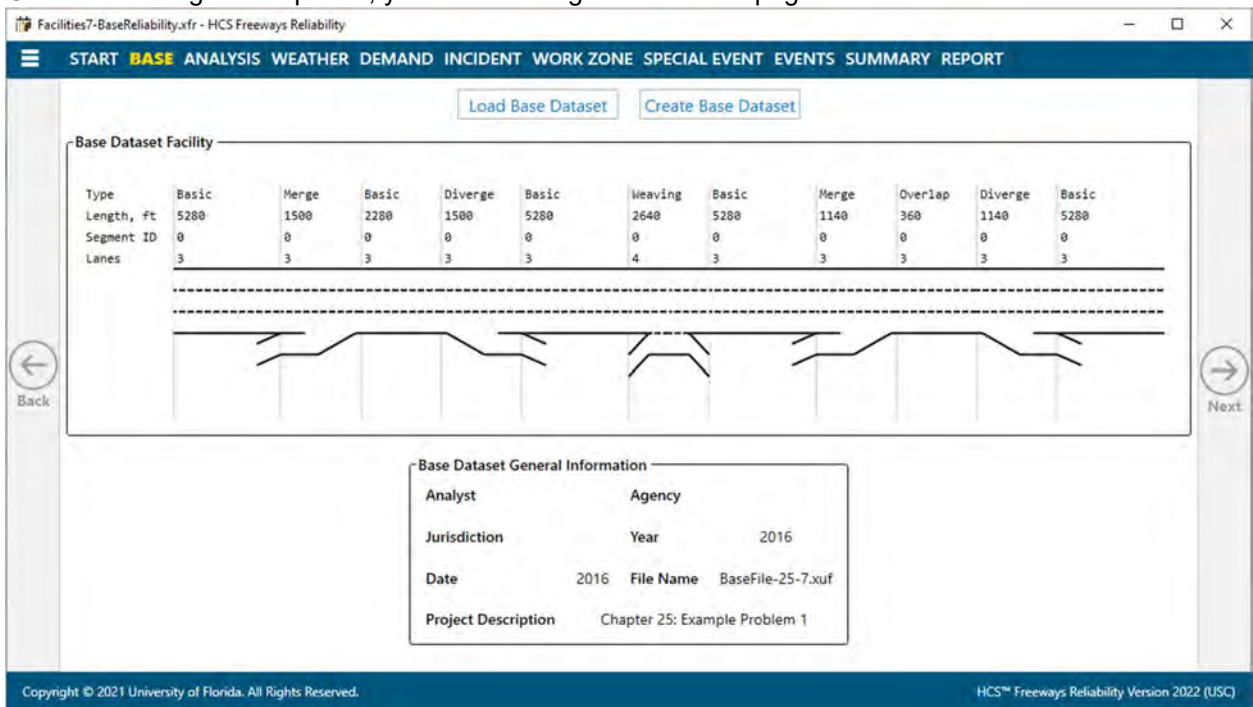 Facilities7-BaseReliability.xfr - HCS Freeways Reliability
START BASE ANALYSIS WEATHER DEMAND INCIDENT WORK ZONE SPECIAL EVENT EVENTS SUMMARY REPORT
Load Base Dataset Create Base Dataset
Base Dataset Facility
Type Basic Merge Basic Diverge Basic Weaving Basic Merge Overlap Diverge Basic
Length, ft 5280 1500 2280 1500 5280 2640 5280 1140 360 1140 5280
Segment ID 0 0 0 0 0 0 0 0 0 0 0
Lanes 3 3 3 3 3 4 3 3 3 3 3
Back
Next
Base Dataset General Information
Analyst Agency
Jurisdiction Year 2016
Date 2016 File Name BaseFile-25-7.xuf
Project Description Chapter 25: Example Problem 1
Copyright © 2021 University of Florida. All Rights Reserved. HCS™ Freeways Reliability Version 2022 (USC)